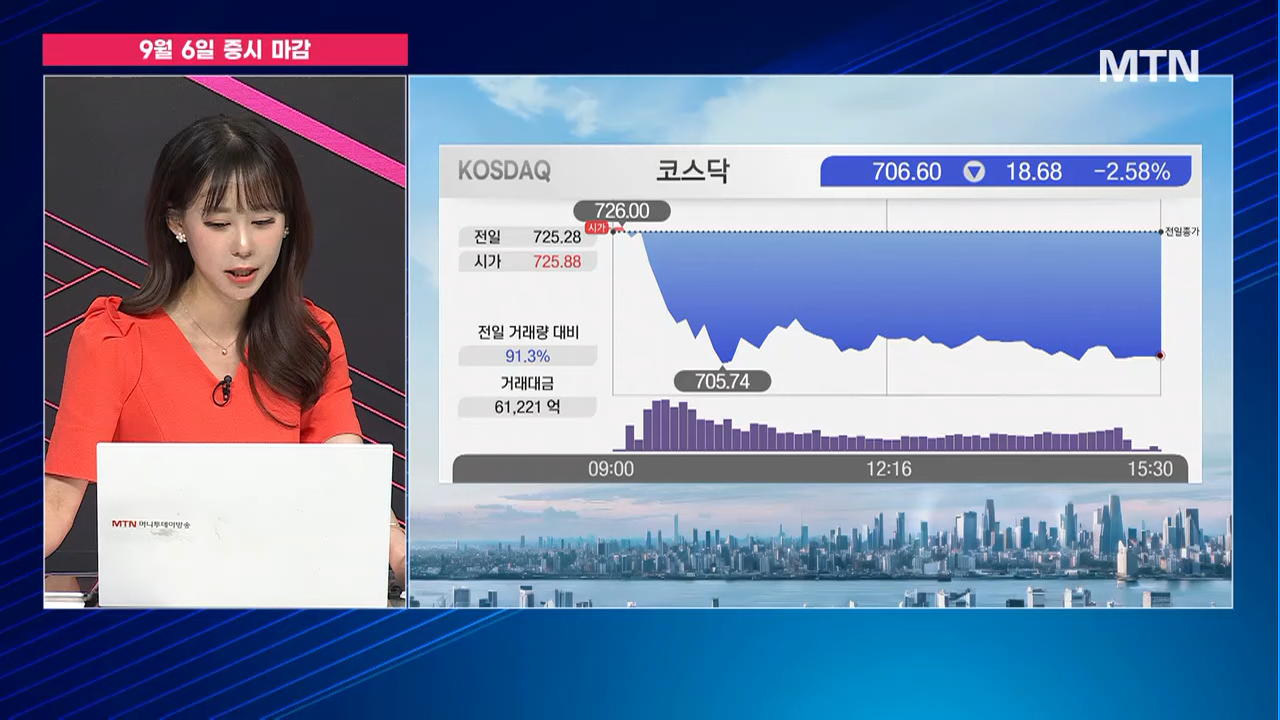 9월 6일 증시 마감
MTN
KOSDAQ 코스닥 706.60 ▼ 18.68 -2.58%
726.00
시가
전일 725.28
전일종가
시가 725.88
전일 거래량 대비
91.3%
705.74
거래대금
61,221 억
09:00 12:16 15:30
MTN 머니투데이방송